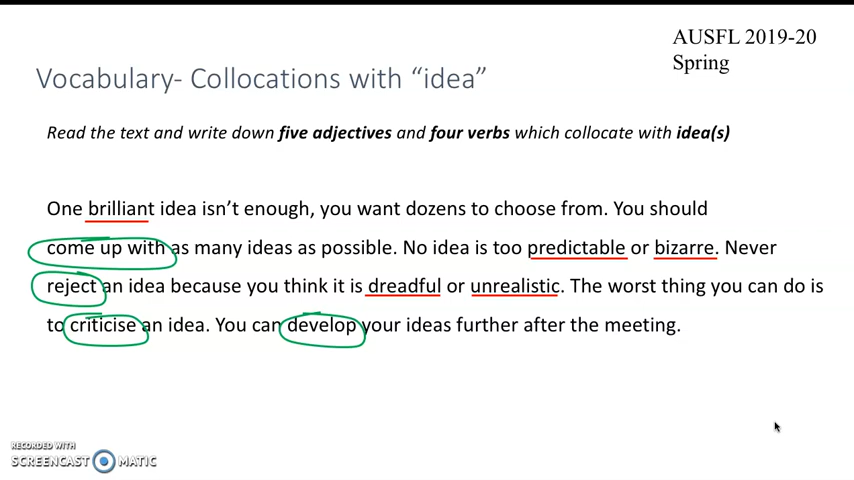 AUSFL 2019-20
Spring
Vocabulary- Collocations with “idea”
Read the text and write down five adjectives and four verbs which collocate with idea(s)
One brilliant idea isn’t enough, you want dozens to choose from. You should
come up with as many ideas as possible. No idea is too predictable or bizarre. Never
reject an idea because you think it is dreadful or unrealistic. The worst thing you can do is
to criticise an idea. You can develop your ideas further after the meeting.
RECORDED WITH
SCREENCAST MATIC